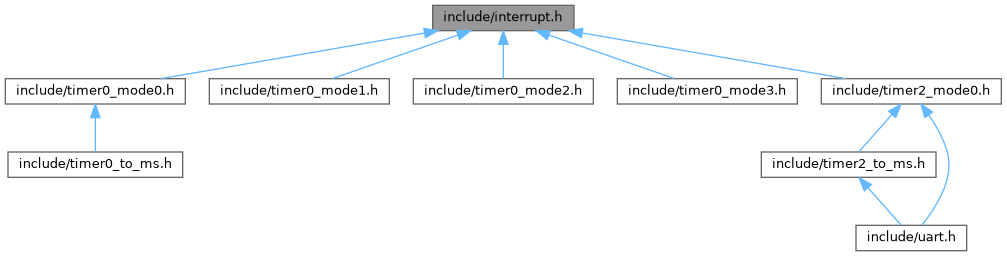 include/interrupt.h
include/timer0_mode0.h
include/timer0_mode1.h
include/timer0_mode2.h
include/timer0_mode3.h
include/timer2_mode0.h
include/timer0_to_ms.h
include/timer2_to_ms.h
include/uart.h